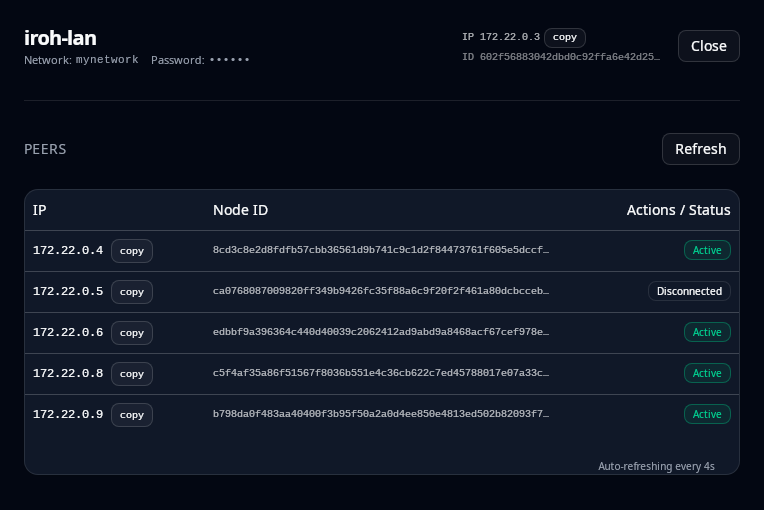 iroh-lan
Network: mynetwork Password: ••••••
IP 172.22.0.3 copy
ID 602f56883042dbd0c92ffa6e42d25…
Close
PEERS
Refresh
IP Node ID Actions / Status
172.22.0.4 copy 8cd3c8e2d8fdfb57cbb36561d9b741c9c1d2f84473761f605e5dccf… Active
172.22.0.5 copy ca0768087009820ff349b9426fc35f88a6c9f20f2f461a80dcbcceb… Disconnected
172.22.0.6 copy edbbf9a396364c440d40039c2062412ad9abd9a8468acf67cef978e… Active
172.22.0.8 copy c5f4af35a86f51567f8036b551e4c36cb622c7ed45788017e07a33c… Active
172.22.0.9 copy b798da0f483aa40400f3b95f50a2a0d4ee850e4813ed502b82093f7… Active
Auto-refreshing every 4s